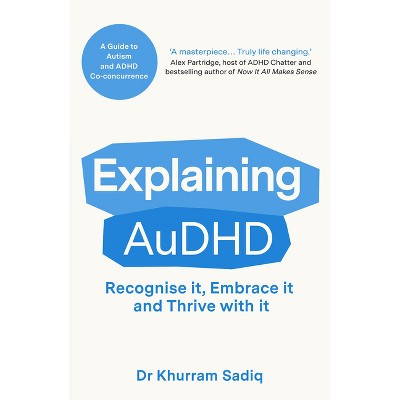 A Guide to
Autism
and ADHD
Co-concurrence
'A masterpiece... Truly life changing.'
Alex Partridge, host of ADHD Chatter and
bestselling author of Now It All Makes Sense
Explaining
AuDHD
Recognise it, Embrace it
and Thrive with it
Dr Khurram Sadiq